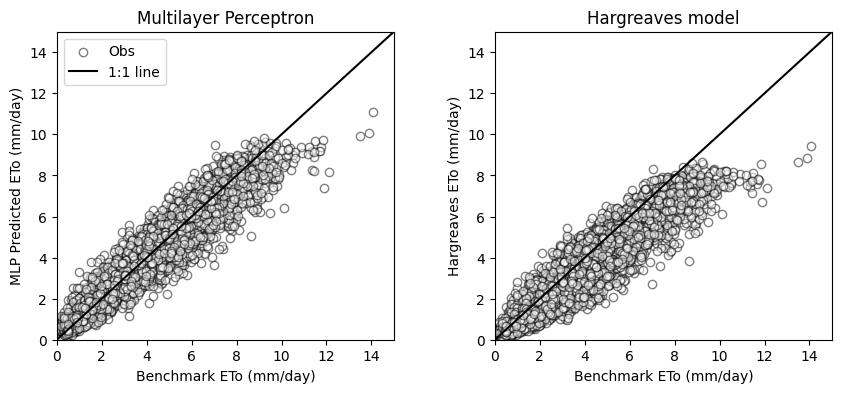 Multilayer Perceptron
MLP Predicted ETo (mm/day)
14
12
10
8
6
4
2
0
Obs
1:1 line
0 2 4 6 8 10 12 14
Benchmark ETo (mm/day)
Hargreaves model
Hargreaves ETo (mm/day)
14
12
10
8
6
4
2
0
0 2 4 6 8 10 12 14
Benchmark ETo (mm/day)